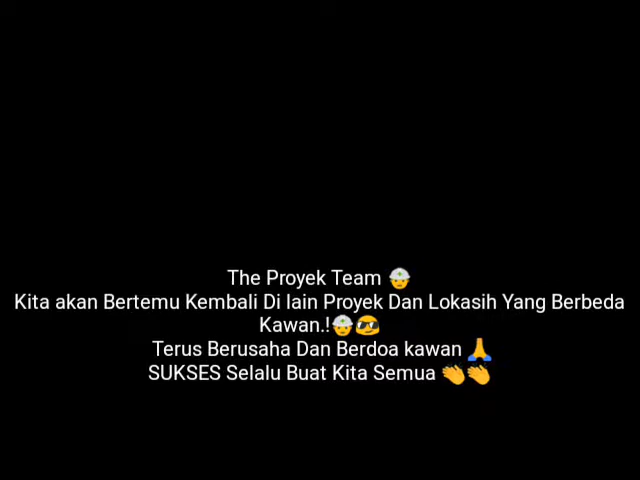 The Proyek Team 👷
Kita akan Bertemu Kembali Di lain Proyek Dan Lokasih Yang Berbeda
Kawan.!👷😎
Terus Berusaha Dan Berdoa kawan 🙏
SUKSES Selalu Buat Kita Semua 👏👏